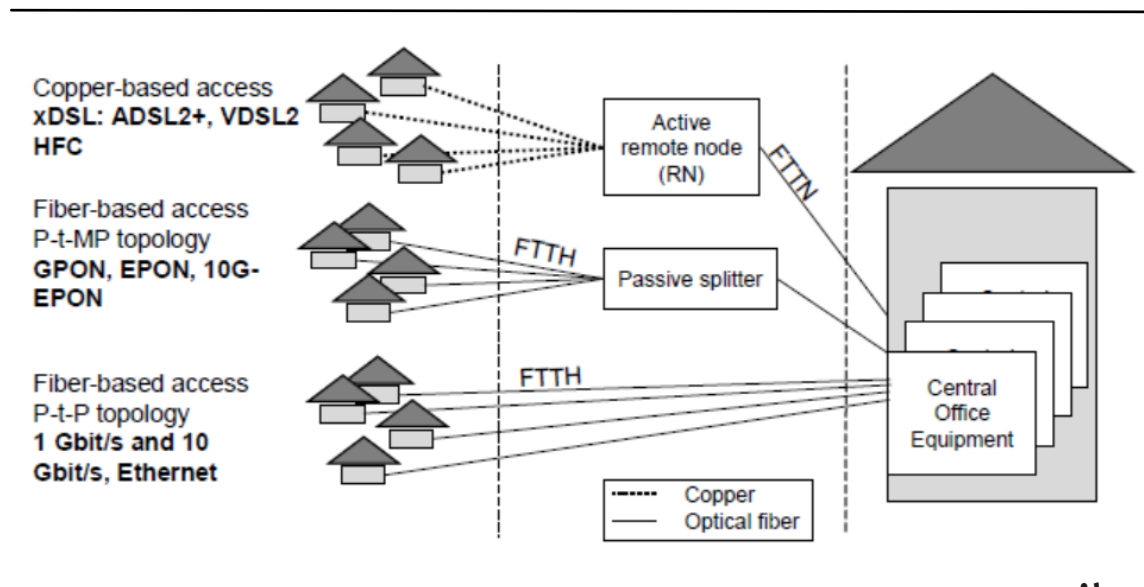 Copper-based access
xDSL: ADSL2+, VDSL2
HFC
Active
remote node
(RN)
FTTN
Fiber-based access
P-t-MP topology
GPON, EPON, 10G-
EPON
FTTH
Passive splitter
Fiber-based access
P-t-P topology
1 Gbit/s and 10
Gbit/s, Ethernet
FTTH
Central
Office
Equipment
Copper
Optical fiber